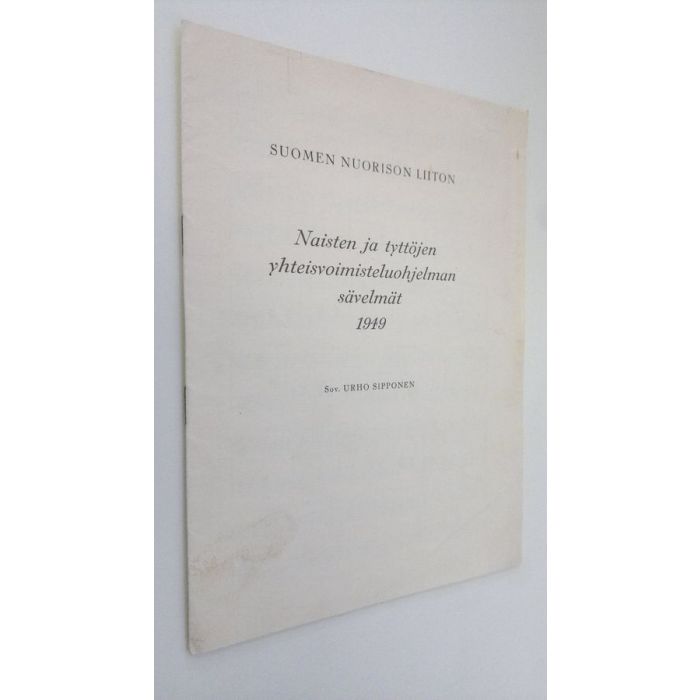 SUOMEN NUORISON LIITON
Naisten ja tyttöjen
yhteisvoimisteluohjelman
sävelmät
1949
Sov. URHO SIPPONEN